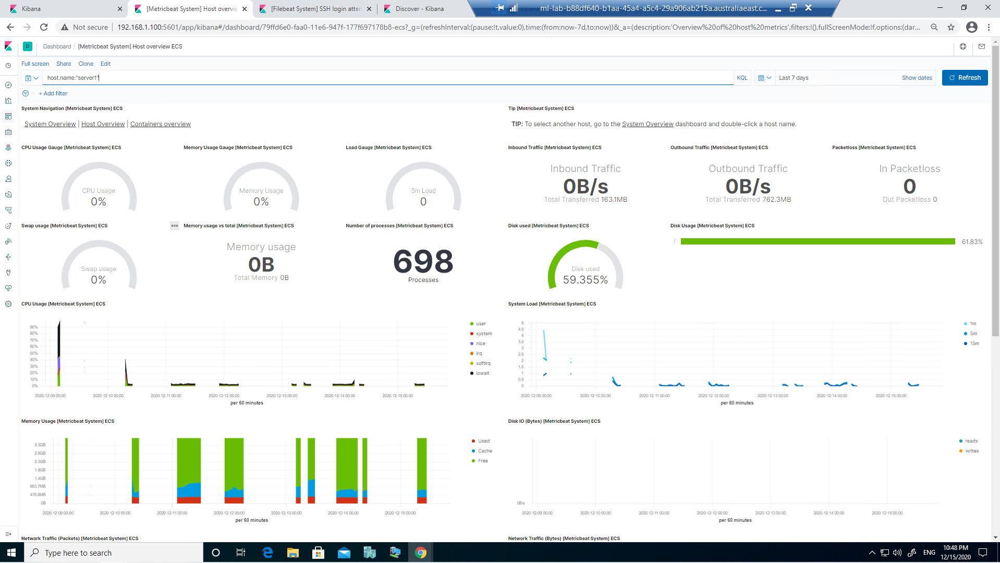 Kibana
[Metricbeat System] Host overvie
[Filebeat System] SSH login atten
Discover - Kibana
ml-lab-b88df640-b1aa-45a4-a5c4-29a906ab215a.australiaeast.c...
Not secure
192.168.1.100:5601/app/kibana#/dashboard/79ffd6e0-faa0-11e6-947f-177f697178b8-ecs?_g=(refreshInterval:(pause:!t,value:0),time:(from:now-7d,to:now))&_a=(description:'Overview%20of%20host%20metrics',filters:!(),fullScreenMode:!f,options:(dar...
D
Dashboard / [Metricbeat System] Host overview ECS
Full screen Share Clone Edit
host.name:"server1"
KQL
Last 7 days
Show dates
Refresh
+ Add filter
System Navigation [Metricbeat System] ECS
System Overview | Host Overview | Containers overview
Tip [Metricbeat System] ECS
TIP: To select another host, go to the System Overview dashboard and double-click a host name.
CPU Usage Gauge [Metricbeat System] ECS
CPU Usage
0%
Memory Usage Gauge [Metricbeat System] ECS
Memory Usage
0%
Load Gauge [Metricbeat System] ECS
5m Load
0
Inbound Traffic [Metricbeat System] ECS
Inbound Traffic
0B/s
Total Transferred 163.1MB
Outbound Traffic [Metricbeat System] ECS
Outbound Traffic
0B/s
Total Transferred 762.3MB
Packetloss [Metricbeat System] ECS
In Packetloss
0
Out Packetloss 0
Swap usage [Metricbeat System] ECS
Swap usage
0%
Memory usage vs total [Metricbeat System] ECS
Memory usage
0B
Total Memory 0B
Number of processes [Metricbeat System] ECS
698
Processes
Disk used [Metricbeat System] ECS
Disk used
59.355%
Disk Usage [Metricbeat System] ECS
/
61.83%
CPU Usage [Metricbeat System] ECS
90%
80%
70%
60%
50%
40%
30%
20%
10%
0%
2020-12-09 00:00 2020-12-10 00:00 2020-12-11 00:00 2020-12-12 00:00 2020-12-13 00:00 2020-12-14 00:00 2020-12-15 00:00
per 60 minutes
user
system
nice
irq
softirq
iowait
System Load [Metricbeat System] ECS
5
4.5
4
3.5
3
2.5
2
1.5
1
0.5
0
2020-12-09 00:00 2020-12-10 00:00 2020-12-11 00:00 2020-12-12 00:00 2020-12-13 00:00 2020-12-14 00:00 2020-12-15 00:00
per 60 minutes
1m
5m
15m
Memory Usage [Metricbeat System] ECS
3.3GB
2.8GB
2.3GB
1.9GB
1.4GB
953.7MB
476.8MB
0B
2020-12-09 00:00 2020-12-10 00:00 2020-12-11 00:00 2020-12-12 00:00 2020-12-13 00:00 2020-12-14 00:00 2020-12-15 00:00
per 60 minutes
Used
Cache
Free
Disk IO (Bytes) [Metricbeat System] ECS
0B/s
2020-12-09 00:00 2020-12-10 00:00 2020-12-11 00:00 2020-12-12 00:00 2020-12-13 00:00 2020-12-14 00:00 2020-12-15 00:00
per 60 minutes
reads
writes
Network Traffic (Packets) [Metricbeat System] ECS
Network Traffic (Bytes) [Metricbeat System] ECS
Type here to search
ENG
10:48 PM
12/15/2020